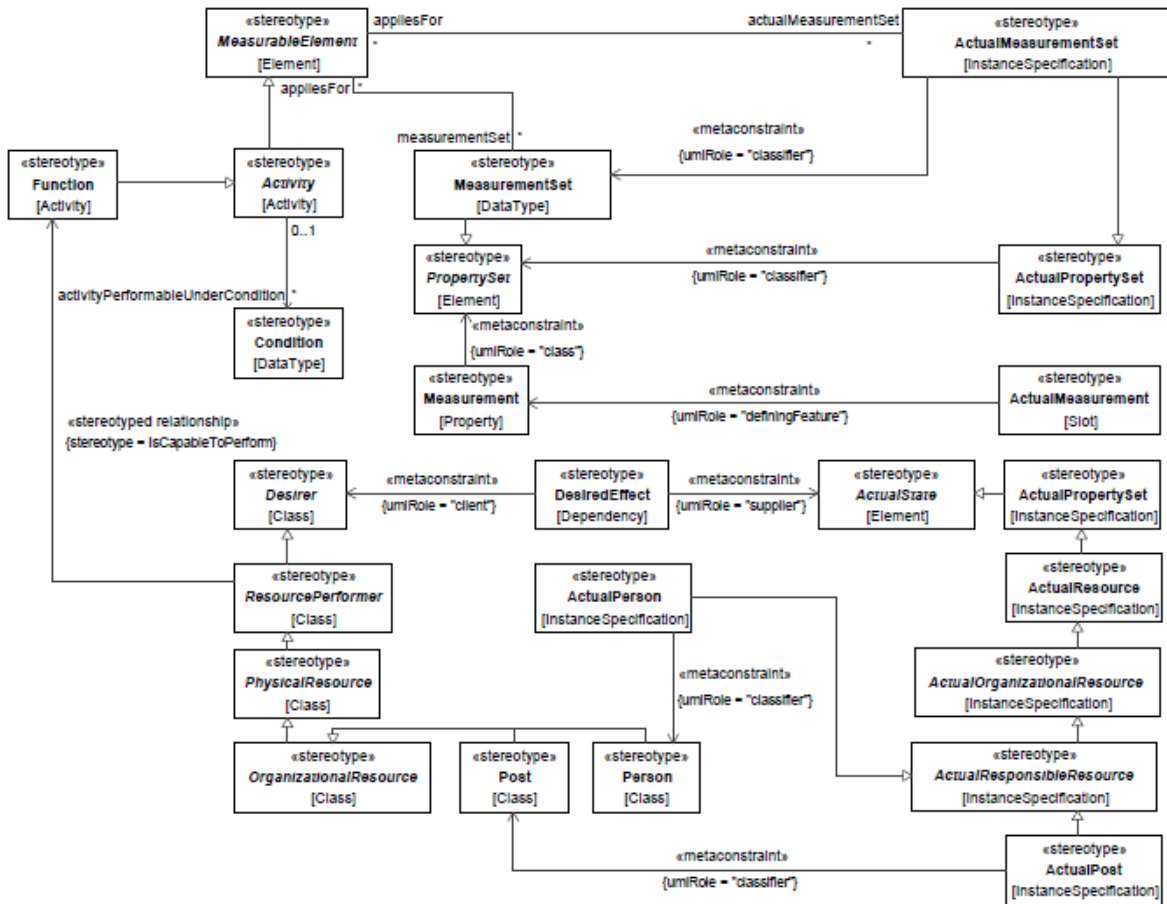 «stereotype»
MeasurableElement
[Element]
appliesFor
*
actualMeasurementSet
*
«stereotype»
ActualMeasurementSet
[InstanceSpecification]
appliesFor *
measurementSet *
«metaconstraint»
{umlRole = "classifier"}
«stereotype»
Function
[Activity]
«stereotype»
Activity
[Activity]
0..1
«stereotype»
MeasurementSet
[DataType]
«stereotype»
PropertySet
[Element]
«metaconstraint»
{umlRole = "classifier"}
«stereotype»
ActualPropertySet
[InstanceSpecification]
activityPerformableUnderCondition *
«stereotype»
Condition
[DataType]
«metaconstraint»
{umlRole = "class"}
«stereotype»
Measurement
[Property]
«metaconstraint»
{umlRole = "definingFeature"}
«stereotype»
ActualMeasurement
[Slot]
«stereotyped relationship»
{stereotype = IsCapableToPerform}
«stereotype»
Desirer
[Class]
«metaconstraint»
{umlRole = "client"}
«stereotype»
DesiredEffect
[Dependency]
«metaconstraint»
{umlRole = "supplier"}
«stereotype»
ActualState
[Element]
«stereotype»
ActualPropertySet
[InstanceSpecification]
«stereotype»
ResourcePerformer
[Class]
«stereotype»
ActualPerson
[InstanceSpecification]
«stereotype»
ActualResource
[InstanceSpecification]
«stereotype»
PhysicalResource
[Class]
«metaconstraint»
{umlRole = "classifier"}
«stereotype»
ActualOrganizationalResource
[InstanceSpecification]
«stereotype»
OrganizationalResource
[Class]
«stereotype»
Post
[Class]
«stereotype»
Person
[Class]
«stereotype»
ActualResponsibleResource
[InstanceSpecification]
«metaconstraint»
{umlRole = "classifier"}
«stereotype»
ActualPost
[InstanceSpecification]